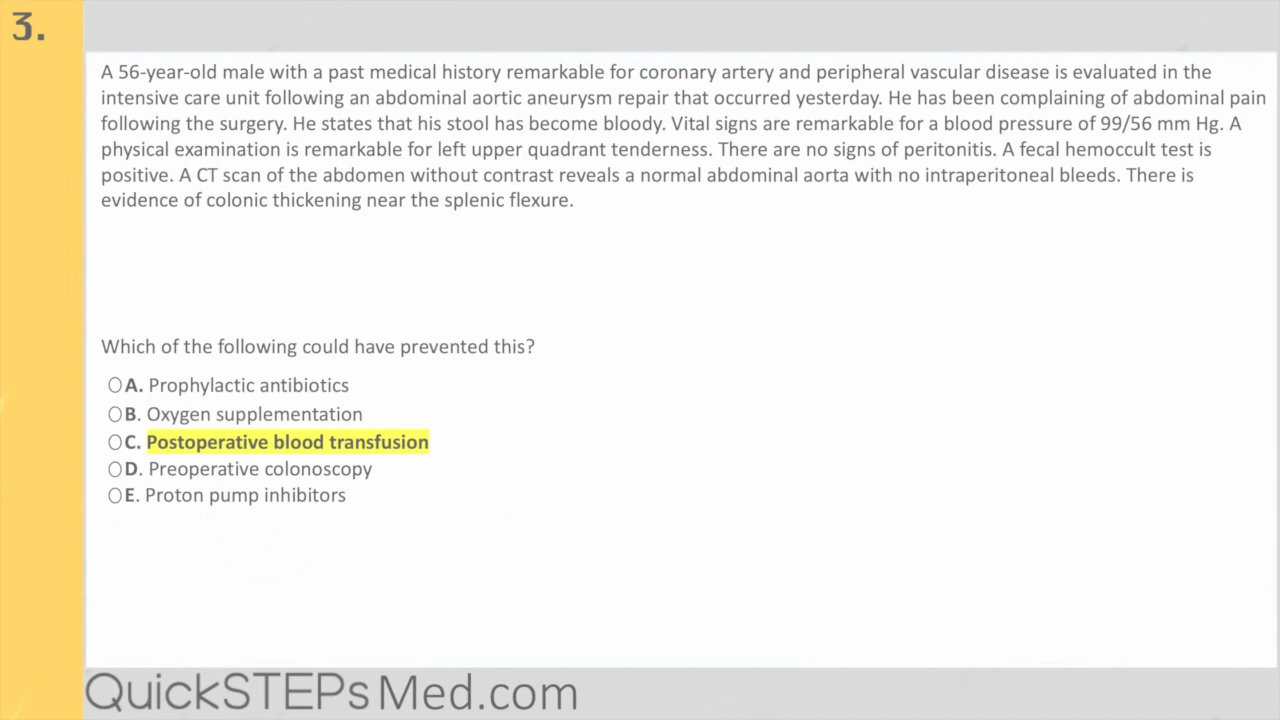 3.
A 56-year-old male with a past medical history remarkable for coronary artery and peripheral vascular disease is evaluated in the
intensive care unit following an abdominal aortic aneurysm repair that occurred yesterday. He has been complaining of abdominal pain
following the surgery. He states that his stool has become bloody. Vital signs are remarkable for a blood pressure of 99/56 mm Hg. A
physical examination is remarkable for left upper quadrant tenderness. There are no signs of peritonitis. A fecal hemoccult test is
positive. A CT scan of the abdomen without contrast reveals a normal abdominal aorta with no intraperitoneal bleeds. There is
evidence of colonic thickening near the splenic flexure.
Which of the following could have prevented this?
A. Prophylactic antibiotics
B. Oxygen supplementation
C. Postoperative blood transfusion
D. Preoperative colonoscopy
E. Proton pump inhibitors
QuickSTEPsMed.com